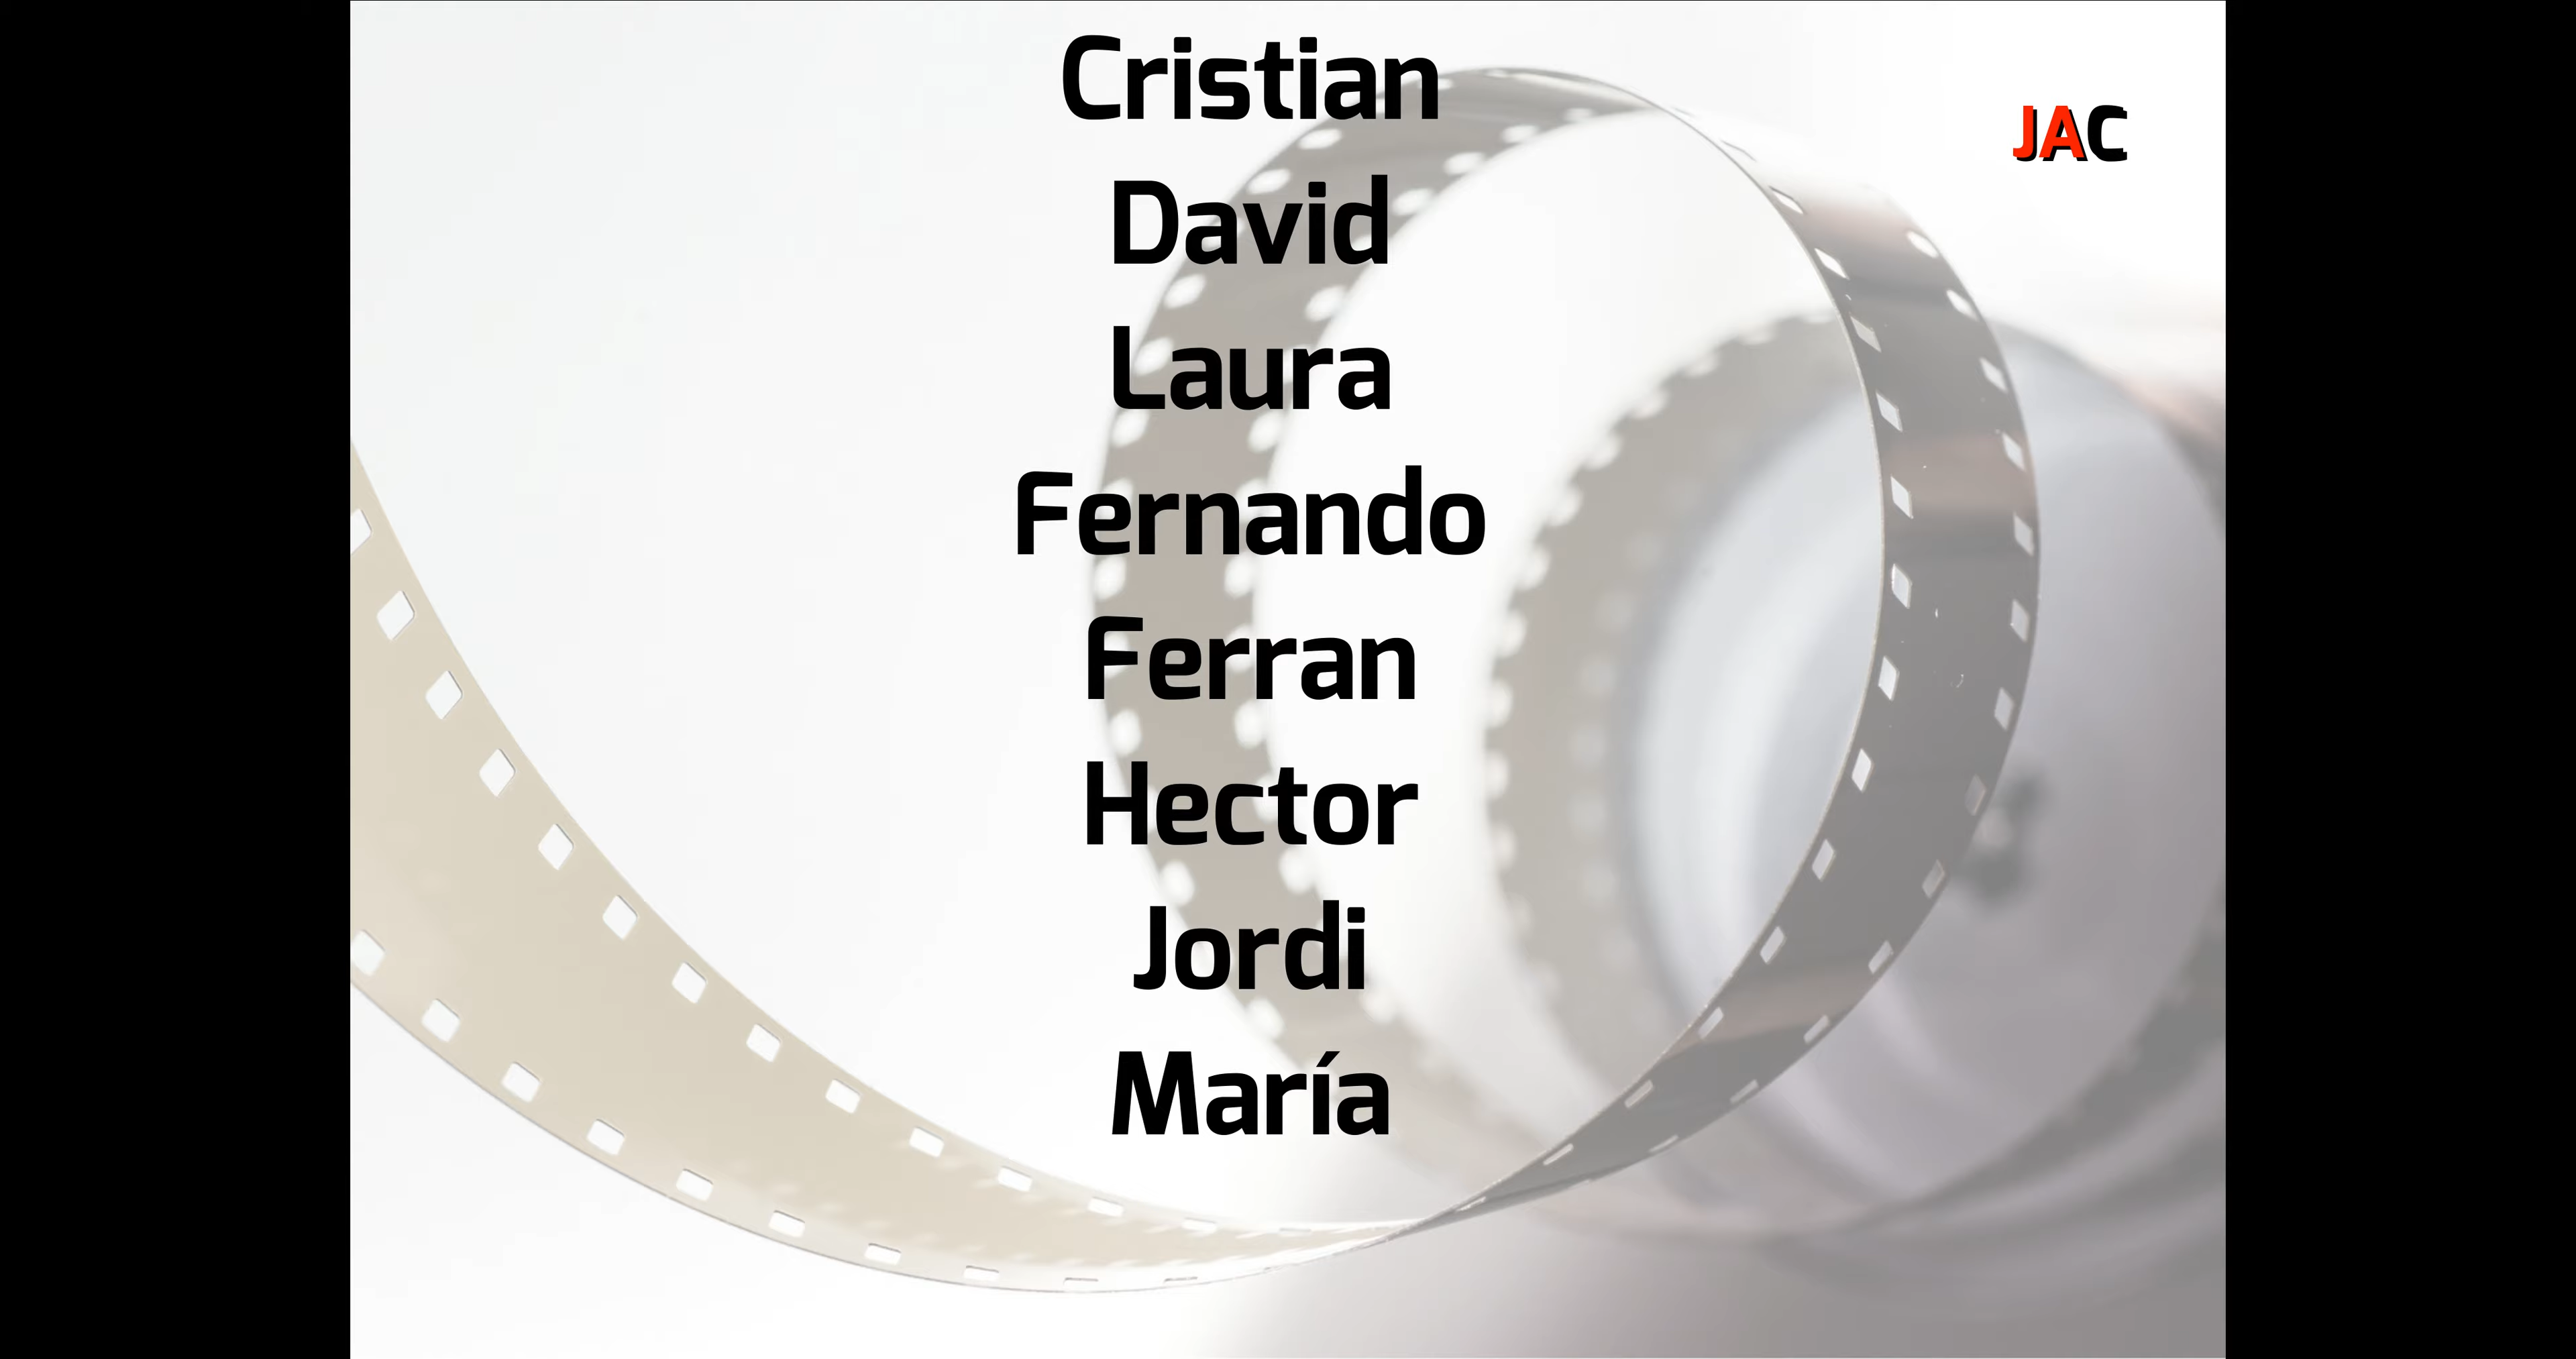 Cristian
JAC
David
Laura
Fernando
Ferran
Hector
Jordi
María